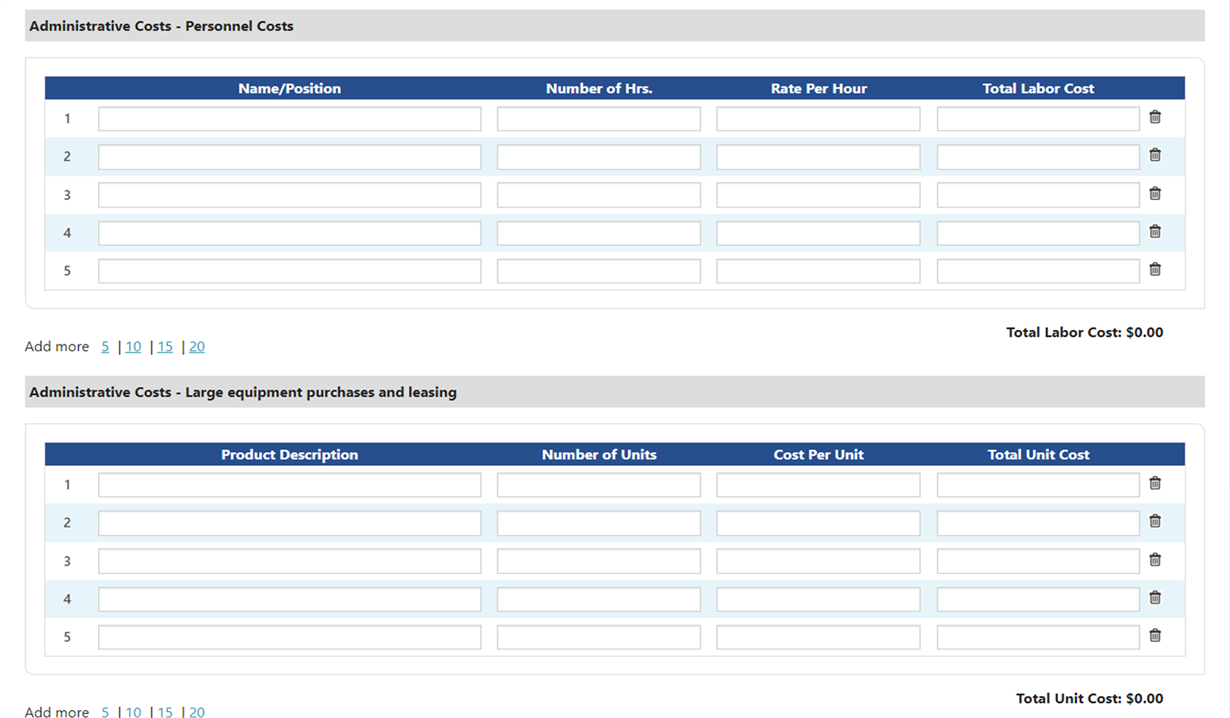 Administrative Costs - Personnel Costs
Name/Position Number of Hrs. Rate Per Hour Total Labor Cost
1
2
3
4
5
Total Labor Cost: $0.00
Add more 5 | 10 | 15 | 20
Administrative Costs - Large equipment purchases and leasing
Product Description Number of Units Cost Per Unit Total Unit Cost
1
2
3
4
5
Total Unit Cost: $0.00
Add more 5 | 10 | 15 | 20